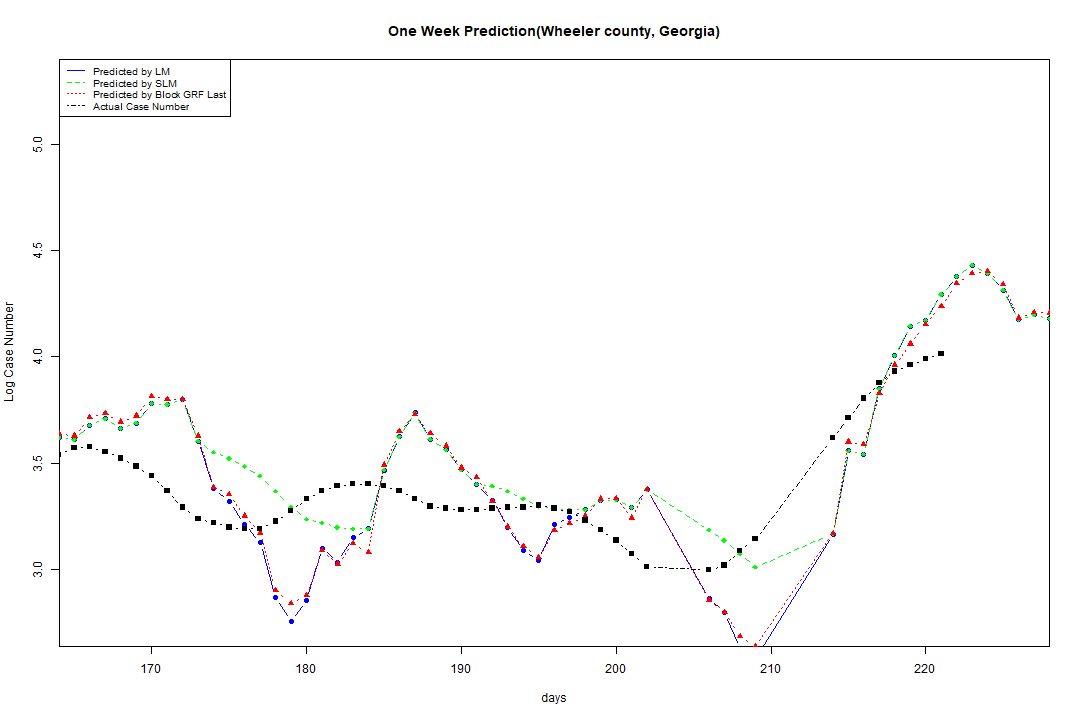 One Week Prediction(Wheeler county, Georgia)
Predicted by LM
Predicted by SLM
Predicted by Block GRF Last
Actual Case Number
5.0
4.5
4.0
3.5
3.0
Log Case Number
170 180 190 200 210 220
days